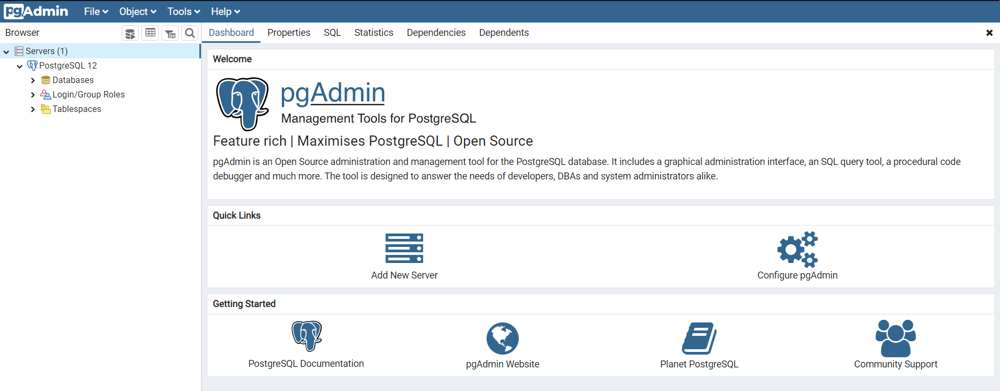 pgAdmin File Object Tools Help
Browser
Dashboard Properties SQL Statistics Dependencies Dependents
Servers (1)
PostgreSQL 12
Databases
Login/Group Roles
Tablespaces
Welcome
pgAdmin
Management Tools for PostgreSQL
Feature rich | Maximises PostgreSQL | Open Source
pgAdmin is an Open Source administration and management tool for the PostgreSQL database. It includes a graphical administration interface, an SQL query tool, a procedural code
debugger and much more. The tool is designed to answer the needs of developers, DBAs and system administrators alike.
Quick Links
Add New Server
Configure pgAdmin
Getting Started
PostgreSQL Documentation
pgAdmin Website
Planet PostgreSQL
Community Support